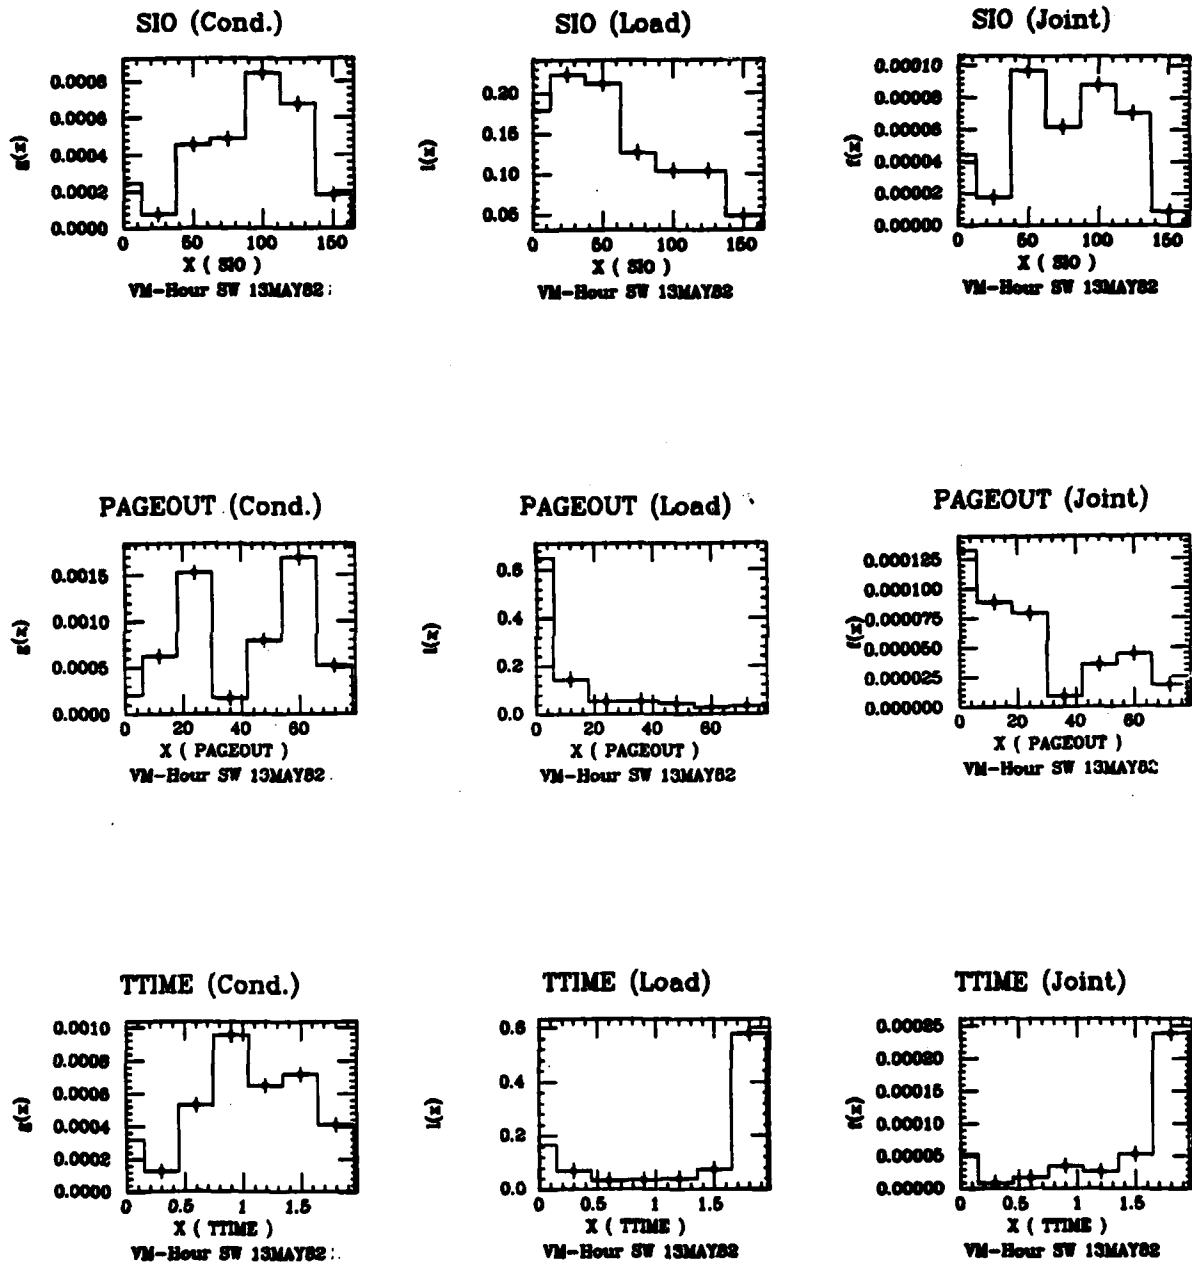 SIO (Cond.)
g(x)
0.0008
0.0006
0.0004
0.0002
0.0000
0 50 100 150
X ( SIO )
VM-Hour SW 13MAY82
SIO (Load)
l(x)
0.20
0.15
0.10
0.05
0 50 100 150
X ( SIO )
VM-Hour SW 13MAY82
SIO (Joint)
f(x)
0.00010
0.00008
0.00006
0.00004
0.00002
0.00000
0 50 100 150
X ( SIO )
VM-Hour SW 13MAY82
PAGEOUT (Cond.)
g(x)
0.0015
0.0010
0.0005
0.0000
0 20 40 60
X ( PAGEOUT )
VM-Hour SW 13MAY82
PAGEOUT (Load)
l(x)
0.6
0.4
0.2
0.0
0 20 40 60
X ( PAGEOUT )
VM-Hour SW 13MAY82
PAGEOUT (Joint)
f(x)
0.000125
0.000100
0.000075
0.000050
0.000025
0.000000
0 20 40 60
X ( PAGEOUT )
VM-Hour SW 13MAY82
TTIME (Cond.)
g(x)
0.0010
0.0008
0.0006
0.0004
0.0002
0.0000
0 0.5 1 1.5
X ( TTIME )
VM-Hour SW 13MAY82
TTIME (Load)
l(x)
0.6
0.4
0.2
0.0
0 0.5 1 1.5
X ( TTIME )
VM-Hour SW 13MAY82
TTIME (Joint)
f(x)
0.00025
0.00020
0.00015
0.00010
0.00005
0.00000
0 0.5 1 1.5
X ( TTIME )
VM-Hour SW 13MAY82